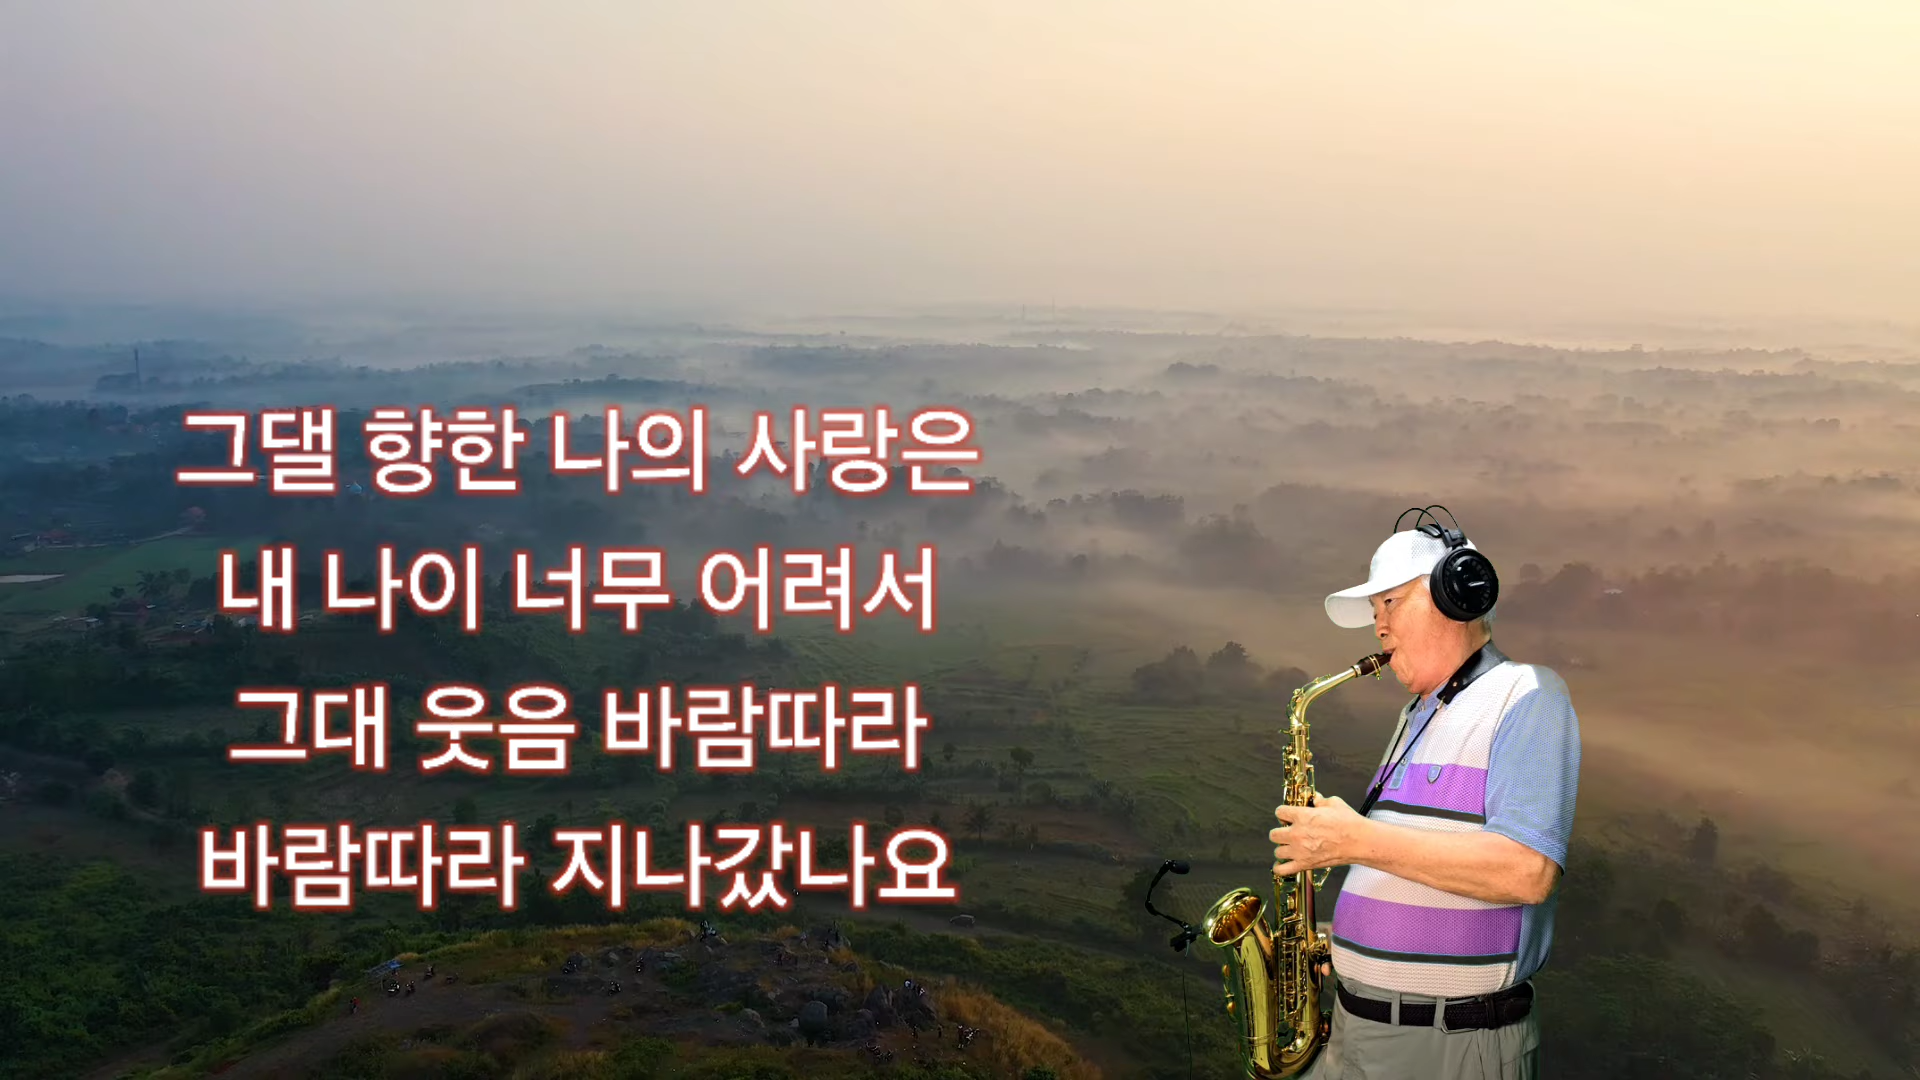 그댈 향한 나의 사랑은
내 나이 너무 어려서
그대 웃음 바람따라
바람따라 지나갔나요